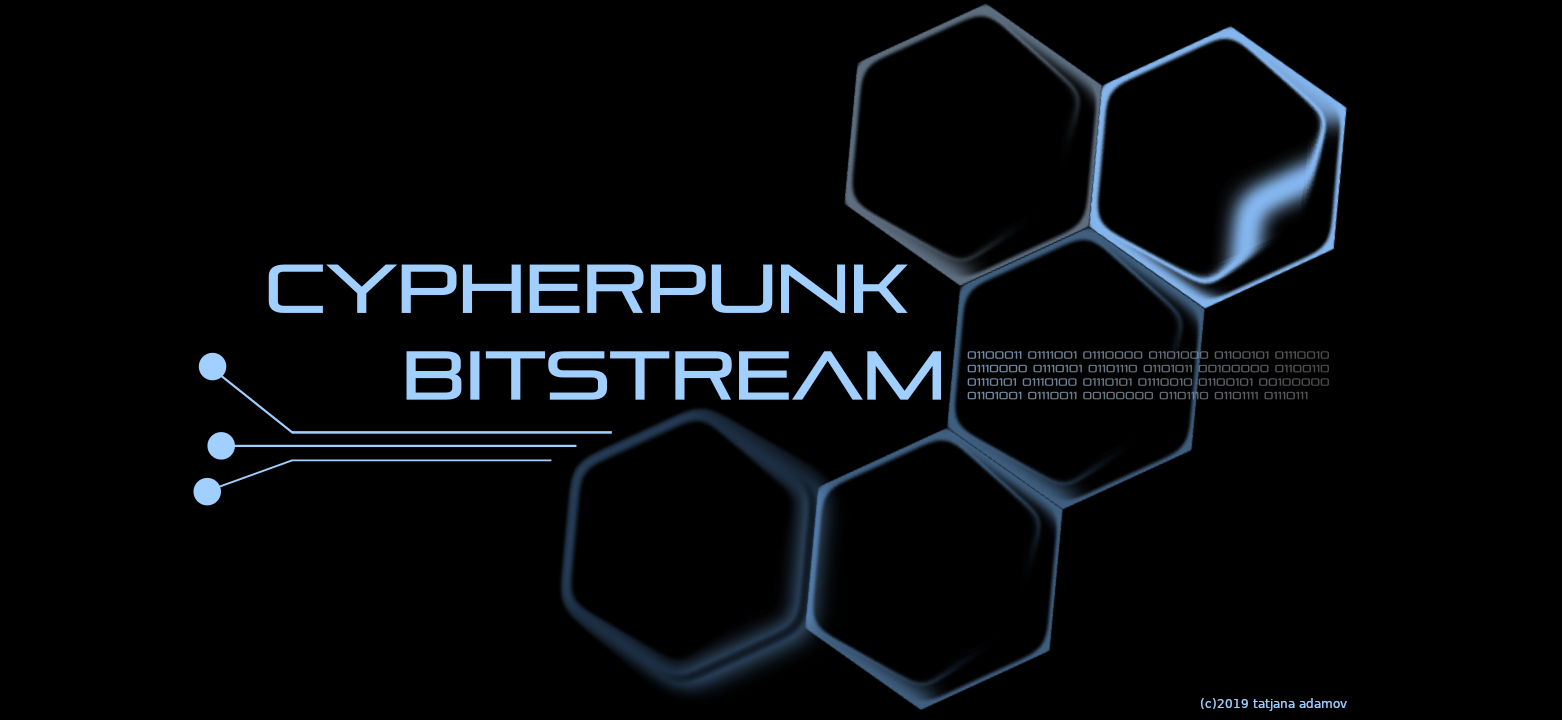 CYPHERPUNK
BITSTREAM
01100011 01111001 01110000 01101000 01100101 01110010
01110000 01110101 01101110 01101011 00100000 01100110
01110101 01110100 01110101 01110010 01100101 00100000
01101001 01110011 00100000 01101110 01101111 01110111
(c)2019 tatjana adamov